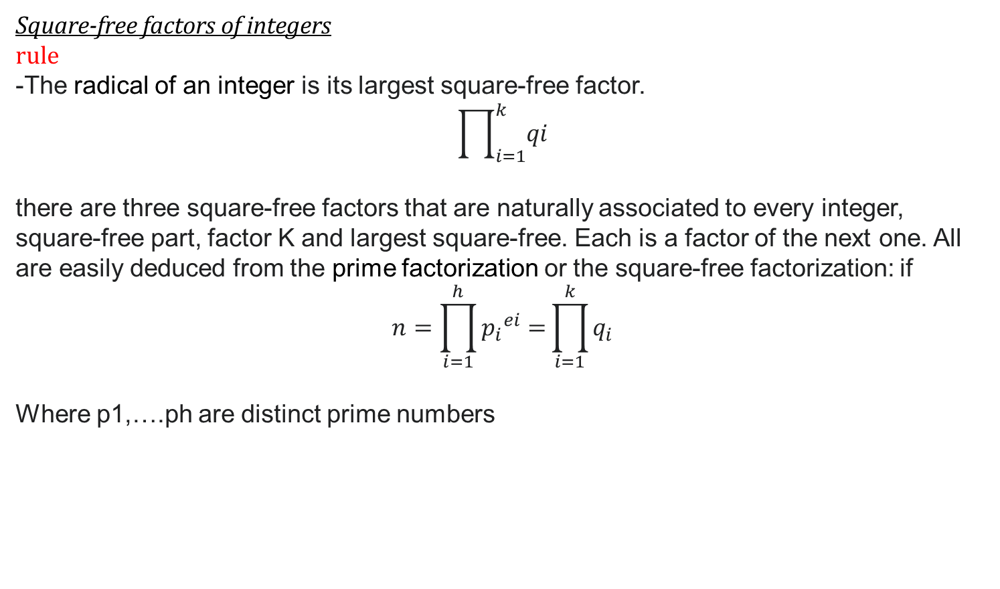 Square-free factors of integers
rule
-The radical of an integer is its largest square-free factor.
∏_{i=1}^{k} qi
there are three square-free factors that are naturally associated to every integer,
square-free part, factor K and largest square-free. Each is a factor of the next one. All
are easily deduced from the prime factorization or the square-free factorization: if
n = ∏_{i=1}^{h} p_i^{ei} = ∏_{i=1}^{k} q_i
Where p1,….ph are distinct prime numbers